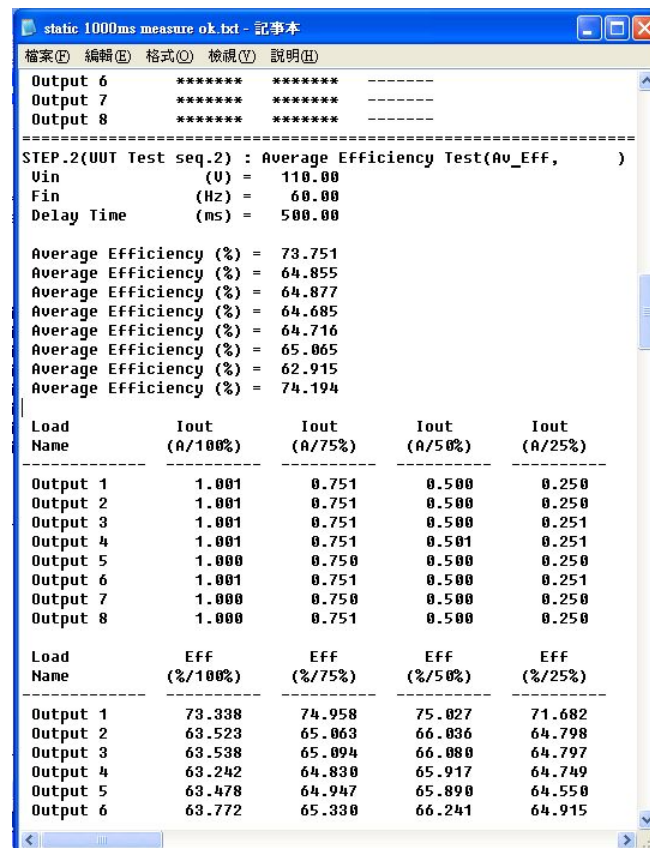 static 1000ms measure ok.txt - 記事本
檔案(F) 編輯(E) 格式(O) 檢視(V) 說明(H)
Output 6 ******* ******* -------
Output 7 ******* ******* -------
Output 8 ******* ******* -------
======================================================================
STEP.2(UUT Test seq.2) : Average Efficiency Test(Av_Eff, )
Vin (V) = 110.00
Fin (HZ) = 60.00
Delay Time (ms) = 500.00
Average Efficiency (%) = 73.751
Average Efficiency (%) = 64.855
Average Efficiency (%) = 64.877
Average Efficiency (%) = 64.685
Average Efficiency (%) = 64.716
Average Efficiency (%) = 65.065
Average Efficiency (%) = 62.915
Average Efficiency (%) = 74.194
Load Iout Iout Iout Iout
Name (A/100%) (A/75%) (A/50%) (A/25%)
------------- ---------- ---------- ---------- ----------
Output 1 1.001 0.751 0.500 0.250
Output 2 1.001 0.751 0.500 0.250
Output 3 1.001 0.751 0.500 0.251
Output 4 1.001 0.751 0.501 0.251
Output 5 1.000 0.750 0.500 0.250
Output 6 1.001 0.751 0.500 0.251
Output 7 1.000 0.750 0.500 0.250
Output 8 1.000 0.751 0.500 0.250
Load Eff Eff Eff Eff
Name (%/100%) (%/75%) (%/50%) (%/25%)
------------- ---------- ---------- ---------- ----------
Output 1 73.338 74.958 75.027 71.682
Output 2 63.523 65.063 66.036 64.798
Output 3 63.538 65.094 66.080 64.797
Output 4 63.242 64.830 65.917 64.749
Output 5 63.478 64.947 65.890 64.550
Output 6 63.772 65.330 66.241 64.915